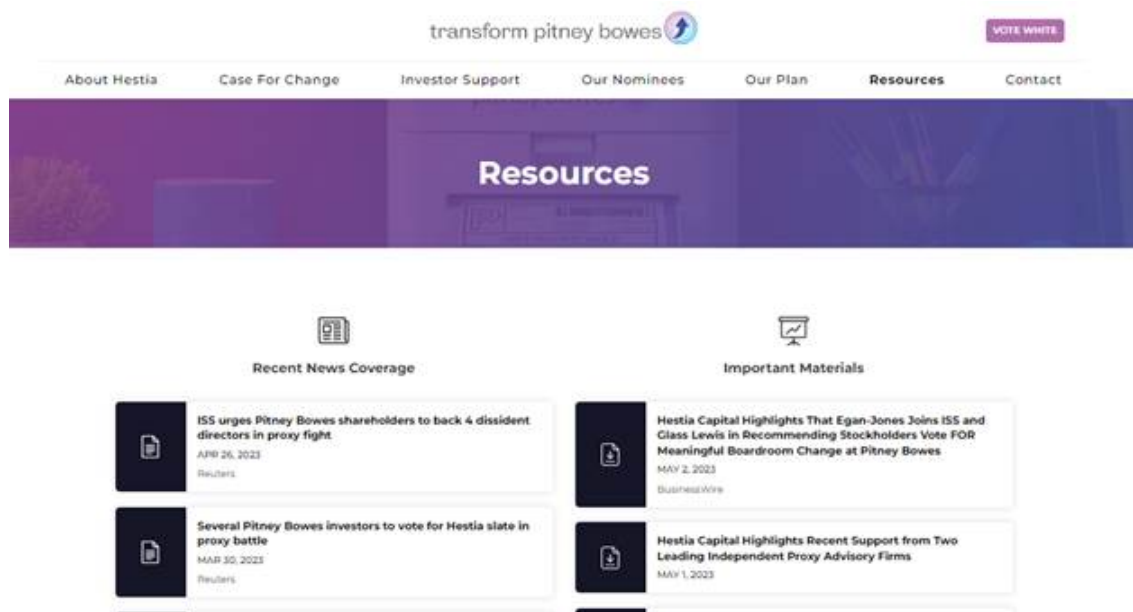 transform pitney bowes
VOTE WHITE
About Hestia
Case For Change
Investor Support
Our Nominees
Our Plan
Resources
Contact
Resources
Recent News Coverage
ISS urges Pitney Bowes shareholders to back 4 dissident
directors in proxy fight
APR 26, 2023
Reuters
Several Pitney Bowes investors to vote for Hestia slate in
proxy battle
MAR 30, 2023
Reuters
Important Materials
Hestia Capital Highlights That Egan-Jones Joins ISS and
Glass Lewis in Recommending Stockholders Vote FOR
Meaningful Boardroom Change at Pitney Bowes
MAY 2, 2023
BusinessWire
Hestia Capital Highlights Recent Support from Two
Leading Independent Proxy Advisory Firms
MAY 1, 2023